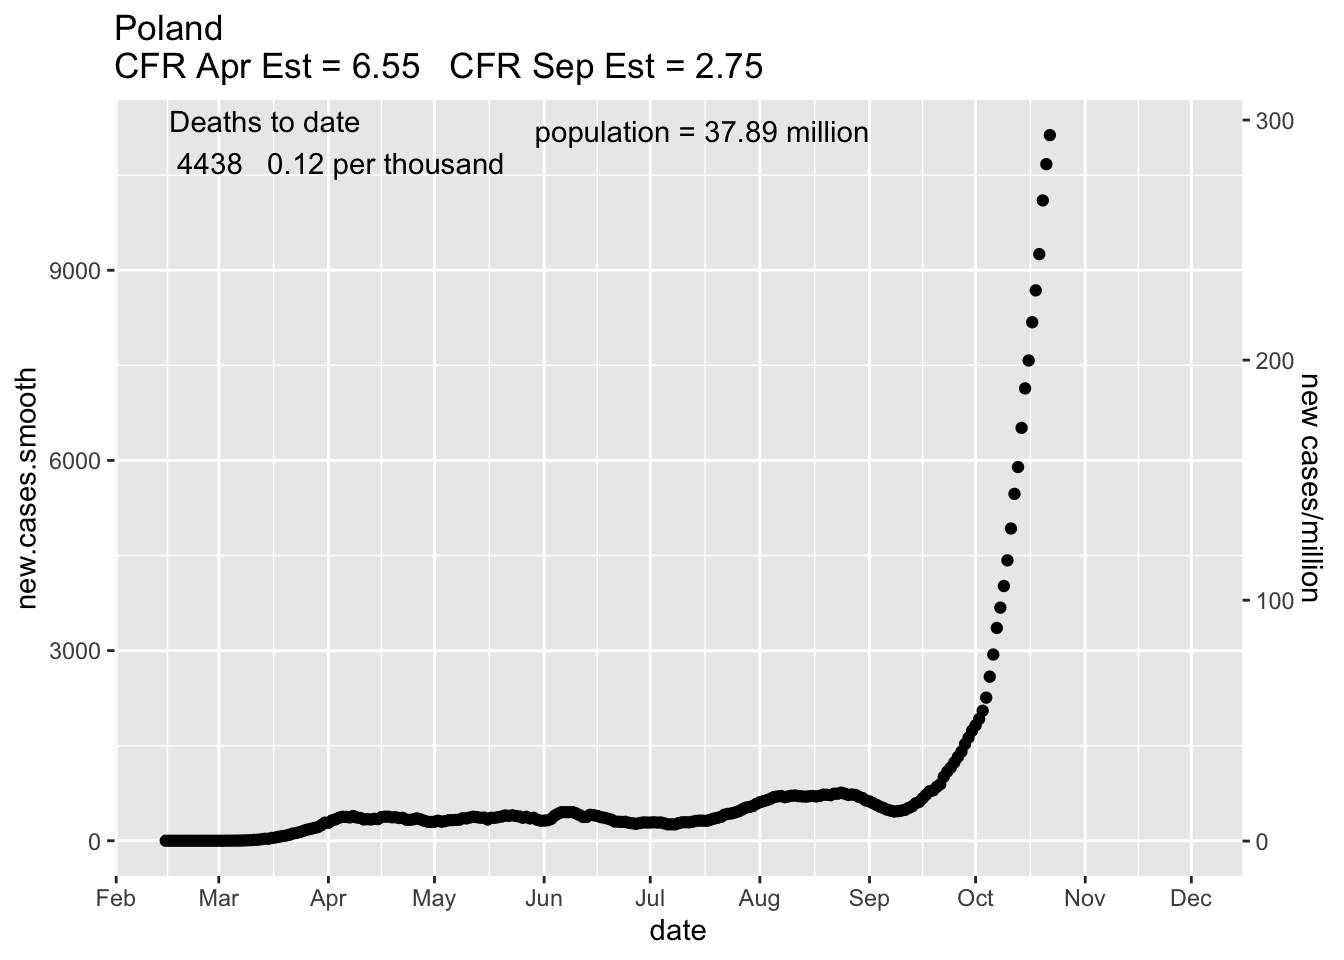 Poland
CFR Apr Est = 6.55   CFR Sep Est = 2.75
Deaths to date
4438   0.12 per thousand
population = 37.89 million
new.cases.smooth
9000
6000
3000
0
300
200
100
0
new cases/million
Feb Mar Apr May Jun Jul Aug Sep Oct Nov Dec
date